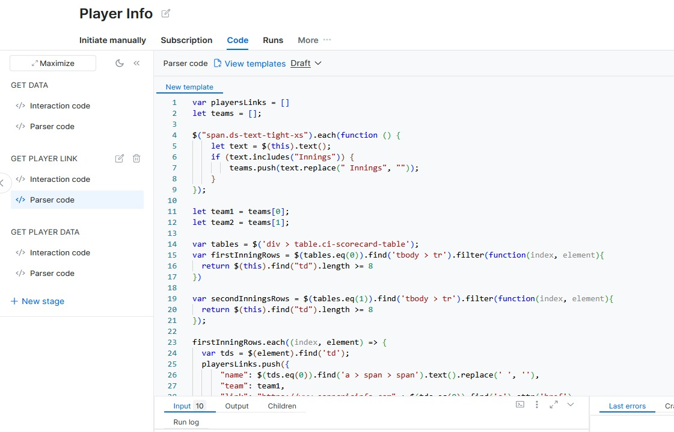 Player Info
Initiate manually Subscription Code Runs More ···
Maximize
Parser code View templates Draft
GET DATA
Interaction code
Parser code
GET PLAYER LINK
Interaction code
Parser code
GET PLAYER DATA
Interaction code
Parser code
+ New stage
New template
1 var playersLinks = []
2 let teams = [];
3
4 $("span.ds-text-tight-xs").each(function () {
5 let text = $(this).text();
6 if (text.includes("Innings")) {
7 teams.push(text.replace(" Innings", ""));
8 }
9 });
10
11 let team1 = teams[0];
12 let team2 = teams[1];
13
14 var tables = $('div > table.ci-scorecard-table');
15 var firstInningRows = $(tables.eq(0)).find('tbody > tr').filter(function(index, element){
16 return $(this).find("td").length >= 8
17 })
18
19 var secondInningsRows = $(tables.eq(1)).find('tbody > tr').filter(function(index, element){
20 return $(this).find("td").length >= 8
21 });
22
23 firstInningRows.each((index, element) => {
24 var tds = $(element).find('td');
25 playersLinks.push({
26 "name": $(tds.eq(0)).find('a > span > span').text().replace(' ', ''),
27 "team": team1,
Input 10 Output Children
Run log
Last errors